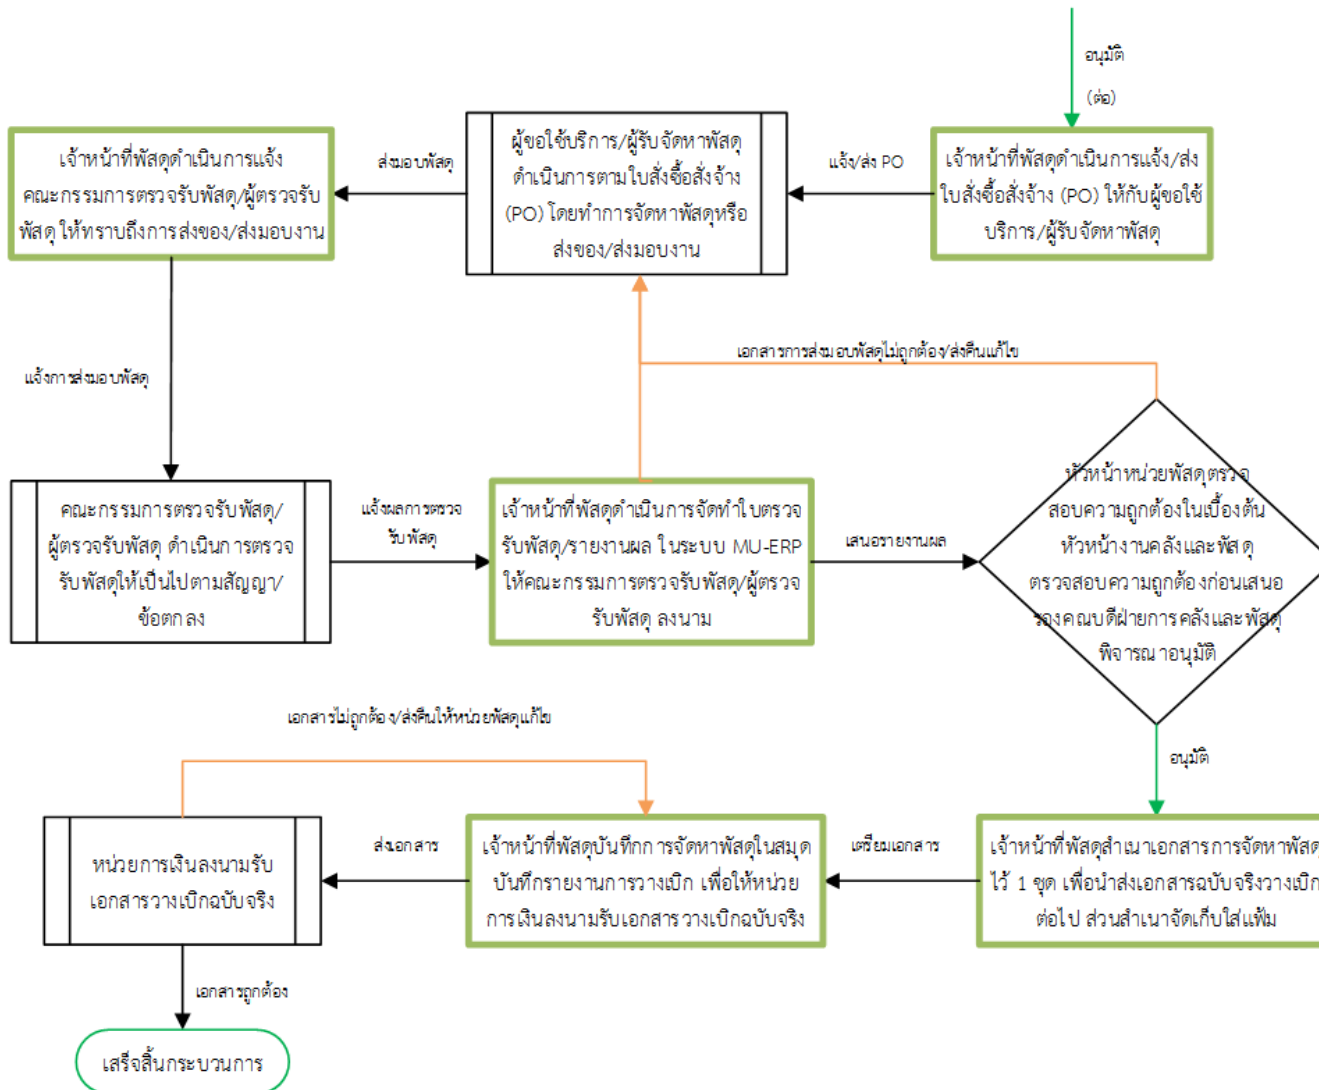 อนุมัติ
(ต่อ)
เจ้าหน้าที่พัสดุดำเนินการแจ้ง/ส่ง
ใบสั่งซื้อสั่งจ้าง (PO) ให้กับผู้ขอใช้
บริการ/ผู้รับจัดหาพัสดุ
แจ้ง/ส่ง PO
ผู้ขอใช้บริการ/ผู้รับจัดหาพัสดุ
ดำเนินการตามใบสั่งซื้อสั่งจ้าง
(PO) โดยทำการจัดหาพัสดุหรือ
ส่งของ/ส่งมอบงาน
ส่งมอบพัสดุ
เจ้าหน้าที่พัสดุดำเนินการแจ้ง
คณะกรรมการตรวจรับพัสดุ/ผู้ตรวจรับ
พัสดุ ให้ทราบถึงการส่งของ/ส่งมอบงาน
แจ้งการส่งมอบพัสดุ
คณะกรรมการตรวจรับพัสดุ/
ผู้ตรวจรับพัสดุ ดำเนินการตรวจ
รับพัสดุให้เป็นไปตามสัญญา/
ข้อตกลง
แจ้งผลการตรวจ
รับพัสดุ
เจ้าหน้าที่พัสดุดำเนินการจัดทำใบตรวจ
รับพัสดุ/รายงานผล ในระบบ MU-ERP
ให้คณะกรรมการตรวจรับพัสดุ/ผู้ตรวจ
รับพัสดุ ลงนาม
เสนอรายงานผล
เอกสารการส่งมอบพัสดุไม่ถูกต้อง/ส่งคืนแก้ไข
หัวหน้าหน่วยพัสดุตรวจ
สอบความถูกต้องในเบื้องต้น
หัวหน้างานคลังและพัสดุ
ตรวจสอบความถูกต้องก่อนเสนอ
รองคณบดีฝ่ายการคลังและพัสดุ
พิจารณาอนุมัติ
อนุมัติ
เจ้าหน้าที่พัสดุสำเนาเอกสารการจัดหาพัสดุ
ไว้ 1 ชุด เพื่อนำส่งเอกสารฉบับจริงวางเบิก
ต่อไป ส่วนสำเนาจัดเก็บใส่แฟ้ม
เตรียมเอกสาร
เจ้าหน้าที่พัสดุบันทึกการจัดหาพัสดุในสมุด
บันทึกรายงานการวางเบิก เพื่อให้หน่วย
การเงินลงนามรับเอกสารวางเบิกฉบับจริง
ส่งเอกสาร
เอกสารไม่ถูกต้อง/ส่งคืนให้หน่วยพัสดุแก้ไข
หน่วยการเงินลงนามรับ
เอกสารวางเบิกฉบับจริง
เอกสารถูกต้อง
เสร็จสิ้นกระบวนการ